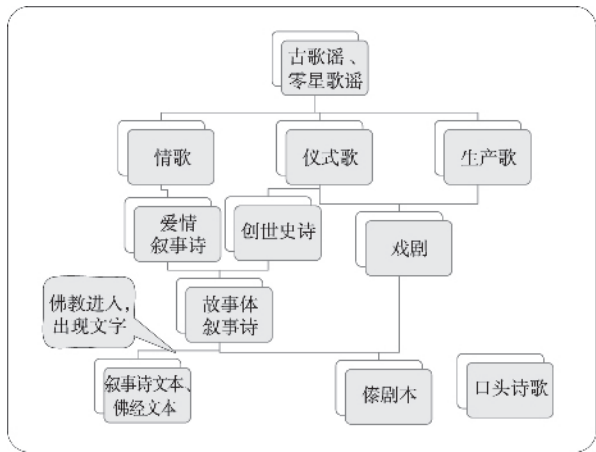 古歌谣、
零星歌谣
情歌
仪式歌
生产歌
爱情
叙事诗
创世史诗
戏剧
佛教进入，
出现文字
故事体
叙事诗
叙事诗文本、
佛经文本
傣剧本
口头诗歌